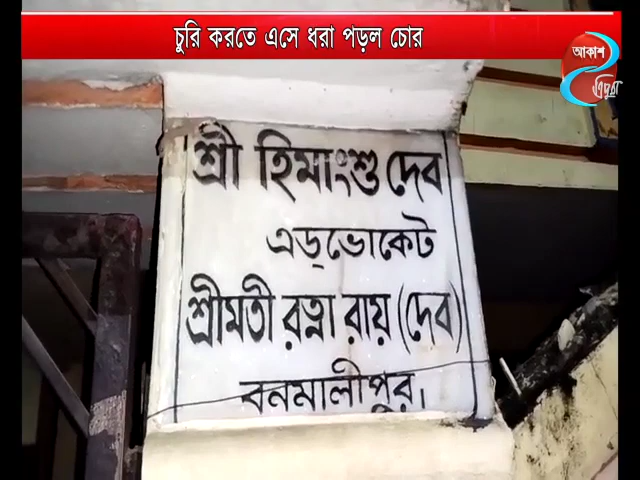 চুরি করতে এসে ধরা পড়ল চোর
আকাশ
ত্রিপুরা
শ্রী হিমাংশু দেব
এড্‌ভোকেট
শ্রীমতী রত্না রায় (দেব)
বনমালীপুর।